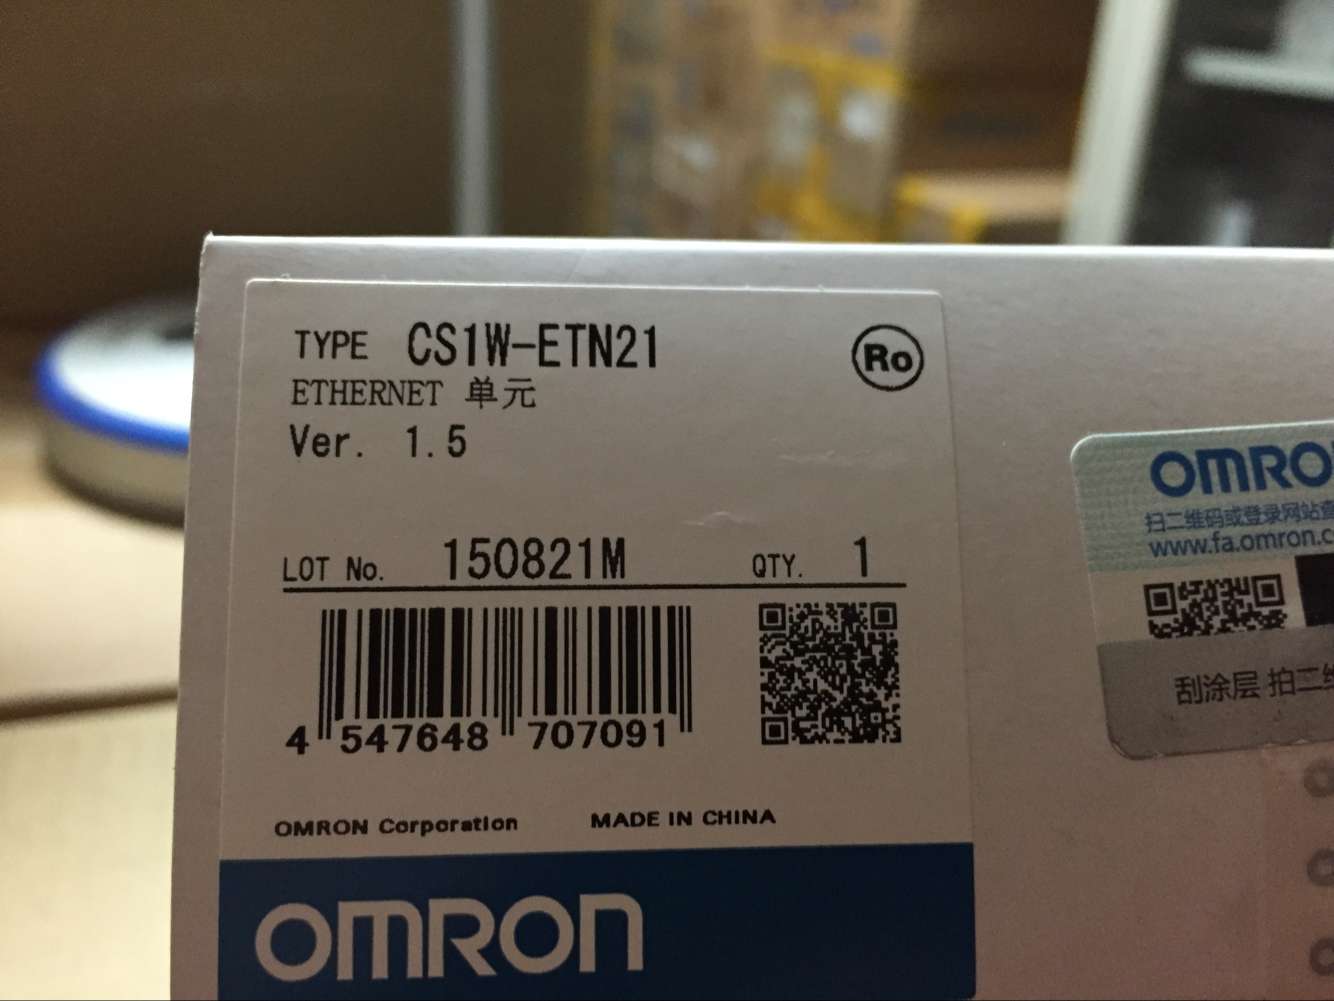 TYPE CS1W-ETN21
Ro
ETHERNET 单元
Ver. 1.5
LOT No. 150821M QTY. 1
4 547648 707091
OMRON Corporation MADE IN CHINA
OMRON
OMRO
扫二维码或登录网站查
www.fa.omron.c
刮涂层 拍二维